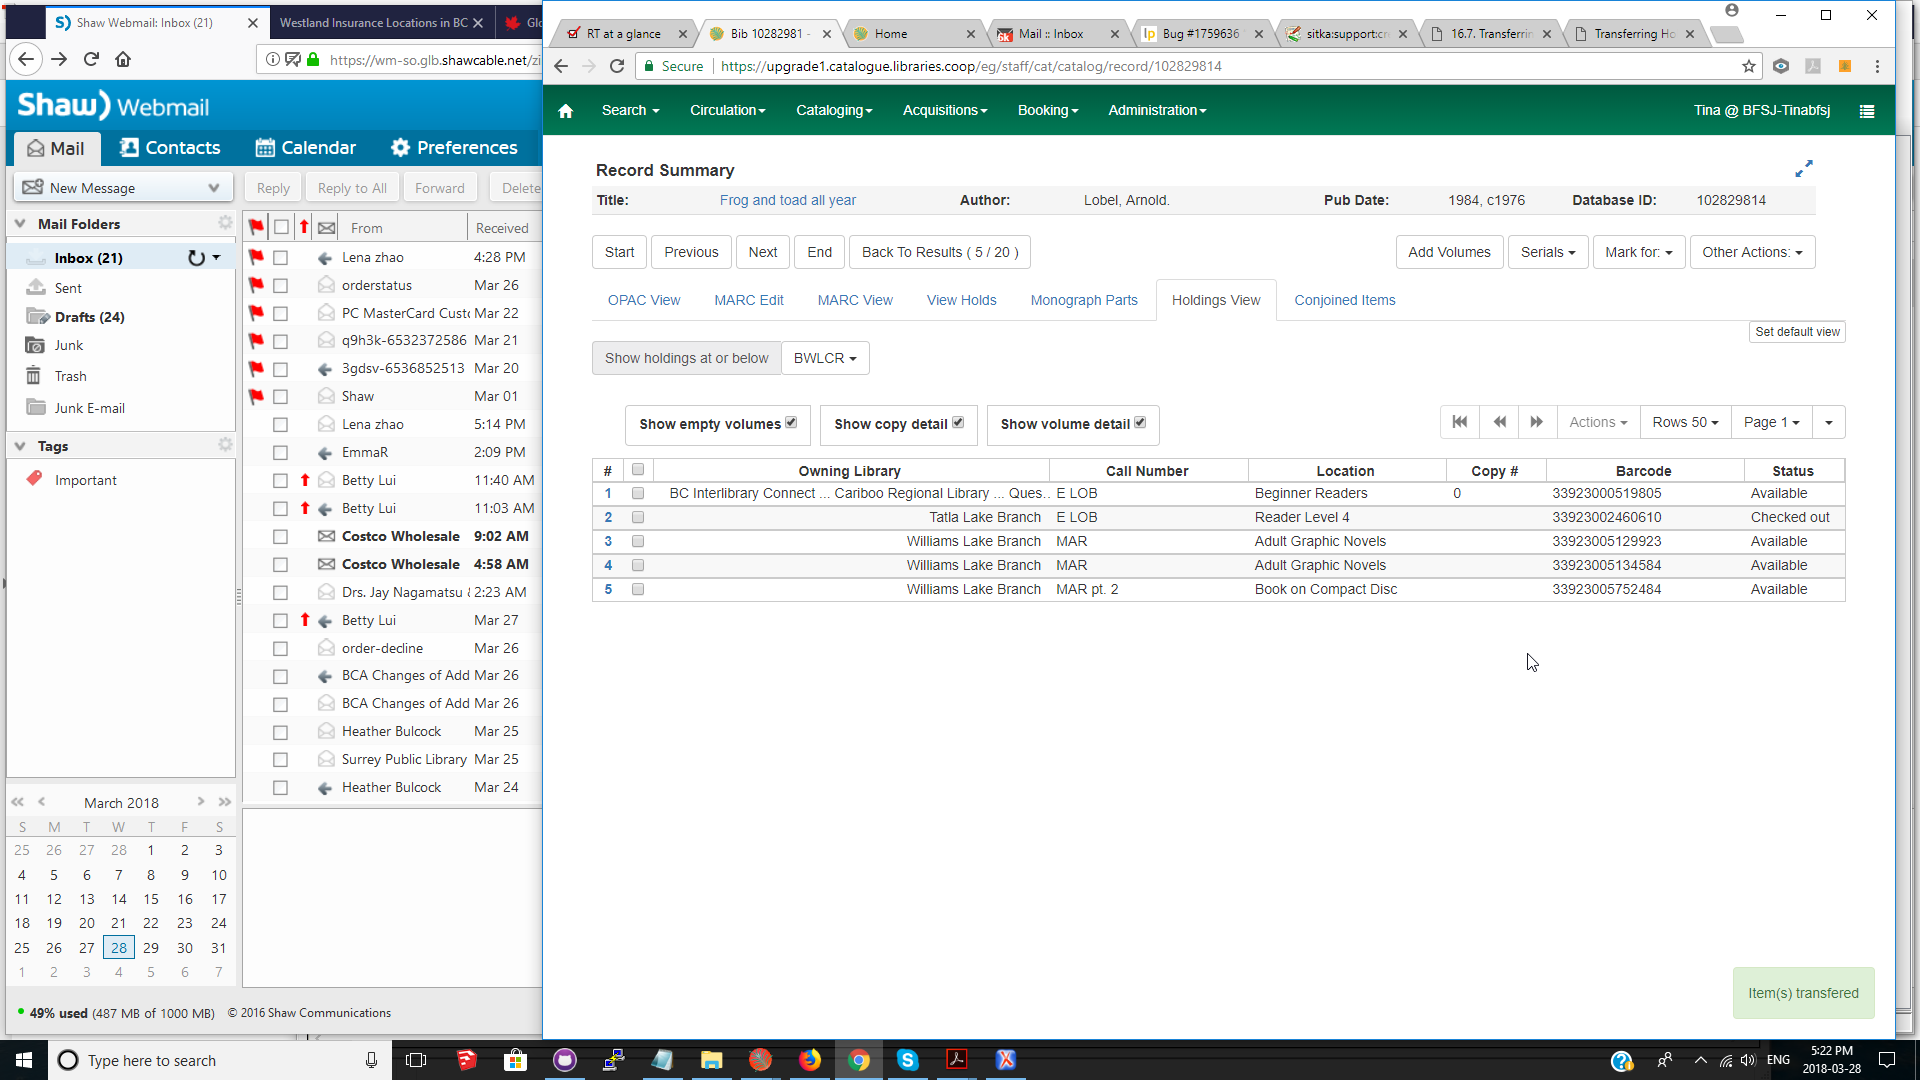 Shaw Webmail: Inbox (21)
Westland Insurance Locations in BC
https://wm-so.glb.shawcable.net/zi
Shaw) Webmail
Mail
Contacts
Calendar
Preferences
New Message
Reply
Reply to All
Forward
Delete
Mail Folders
Inbox (21)
Sent
Drafts (24)
Junk
Trash
Junk E-mail
Tags
Important
From Received
Lena zhao 4:28 PM
orderstatus Mar 26
PC MasterCard Custo Mar 22
q9h3k-6532372586 Mar 21
3gdsv-6536852513 Mar 20
Shaw Mar 01
Lena zhao 5:14 PM
EmmaR 2:09 PM
Betty Lui 11:40 AM
Betty Lui 11:03 AM
Costco Wholesale 9:02 AM
Costco Wholesale 4:58 AM
Drs. Jay Nagamatsu 2:23 AM
Betty Lui Mar 27
order-decline Mar 26
BCA Changes of Add Mar 26
BCA Changes of Add Mar 26
Heather Bulcock Mar 25
Surrey Public Library Mar 25
Heather Bulcock Mar 24
March 2018
S M T W T F S
25 26 27 28 1 2 3
4 5 6 7 8 9 10
11 12 13 14 15 16 17
18 19 20 21 22 23 24
25 26 27 28 29 30 31
1 2 3 4 5 6 7
49% used (487 MB of 1000 MB) © 2016 Shaw Communications
RT at a glance
Bib 10282981 -
Home
Mail :: Inbox
Bug #1759636
sitka:support:cr
16.7. Transferrin
Transferring Ho
Secure https://upgrade1.catalogue.libraries.coop/eg/staff/cat/catalog/record/102829814
Search
Circulation
Cataloging
Acquisitions
Booking
Administration
Tina @ BFSJ-Tinabfsj
Record Summary
Title: Frog and toad all year Author: Lobel, Arnold. Pub Date: 1984, c1976 Database ID: 102829814
Start
Previous
Next
End
Back To Results ( 5 / 20 )
Add Volumes
Serials
Mark for:
Other Actions:
OPAC View
MARC Edit
MARC View
View Holds
Monograph Parts
Holdings View
Conjoined Items
Set default view
Show holdings at or below BWLCR
Show empty volumes
Show copy detail
Show volume detail
Actions
Rows 50
Page 1
# Owning Library Call Number Location Copy # Barcode Status
1 BC Interlibrary Connect ... Cariboo Regional Library ... Ques... E LOB Beginner Readers 0 33923000519805 Available
2 Tatla Lake Branch E LOB Reader Level 4 33923002460610 Checked out
3 Williams Lake Branch MAR Adult Graphic Novels 33923005129923 Available
4 Williams Lake Branch MAR Adult Graphic Novels 33923005134584 Available
5 Williams Lake Branch MAR pt. 2 Book on Compact Disc 33923005752484 Available
Item(s) transfered
Type here to search
ENG
5:22 PM
2018-03-28